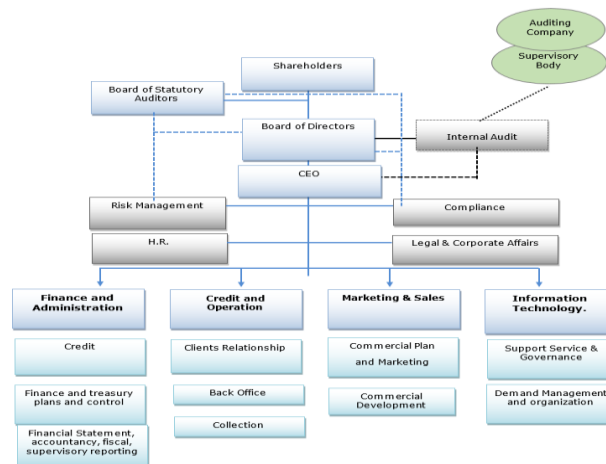 Auditing
Company
Supervisory
Body
Shareholders
Board of Statutory
Auditors
Board of Directors
Internal Audit
CEO
Risk Management
Compliance
H.R.
Legal & Corporate Affairs
Finance and
Administration
Credit and
Operation
Marketing & Sales
Information
Technology.
Credit
Clients Relationship
Commercial Plan
and Marketing
Support Service &
Governance
Finance and treasury
plans and control
Back Office
Commercial
Development
Demand Management
and organization
Financial Statement,
accountancy, fiscal,
supervisory reporting
Collection